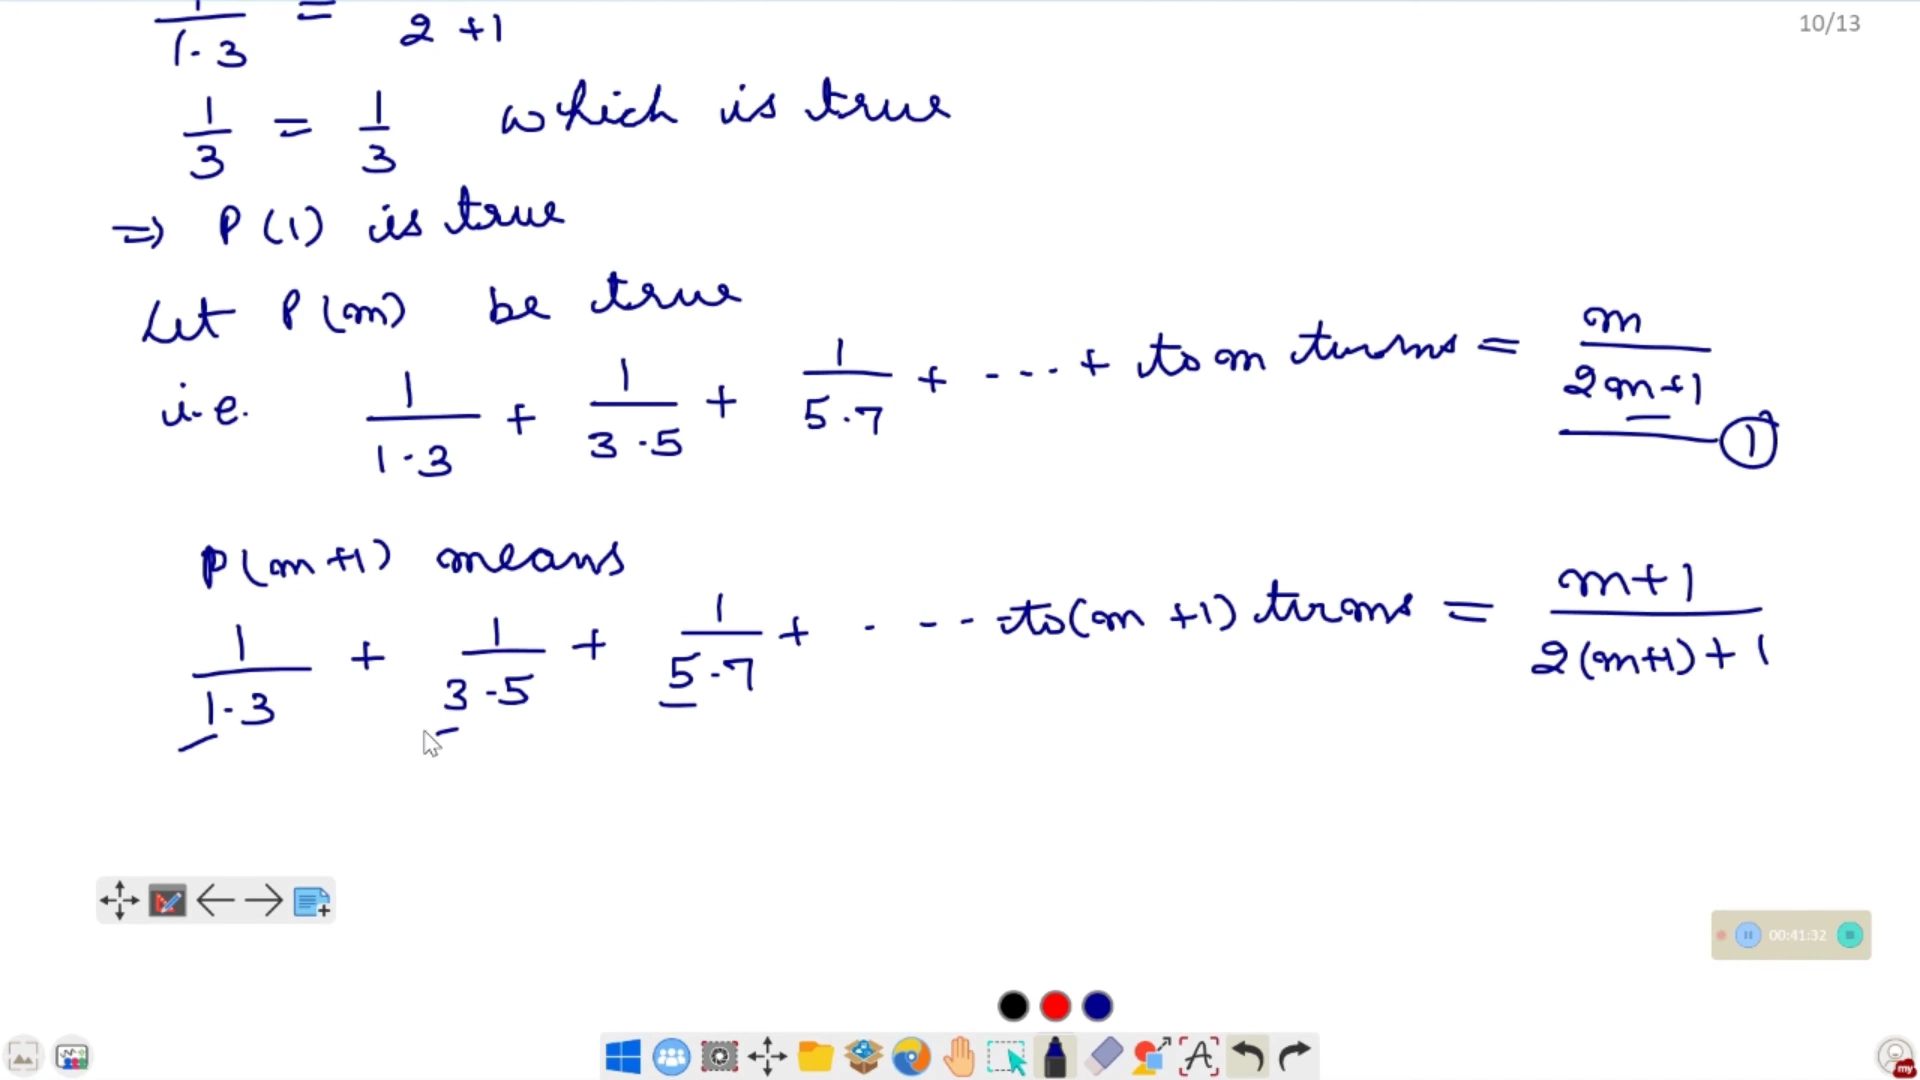 10/13
1/(1·3) = 1/(2+1)
1/3 = 1/3 which is true
⇒ P(1) is true
Let P(m) be true
i.e. 1/(1·3) + 1/(3·5) + 1/(5·7) + ---- + to m terms = m/(2m+1) ①
P(m+1) means
1/(1·3) + 1/(3·5) + 1/(5·7) + ---- to (m+1) terms = (m+1)/(2(m+1)+1)
00:41:32
my